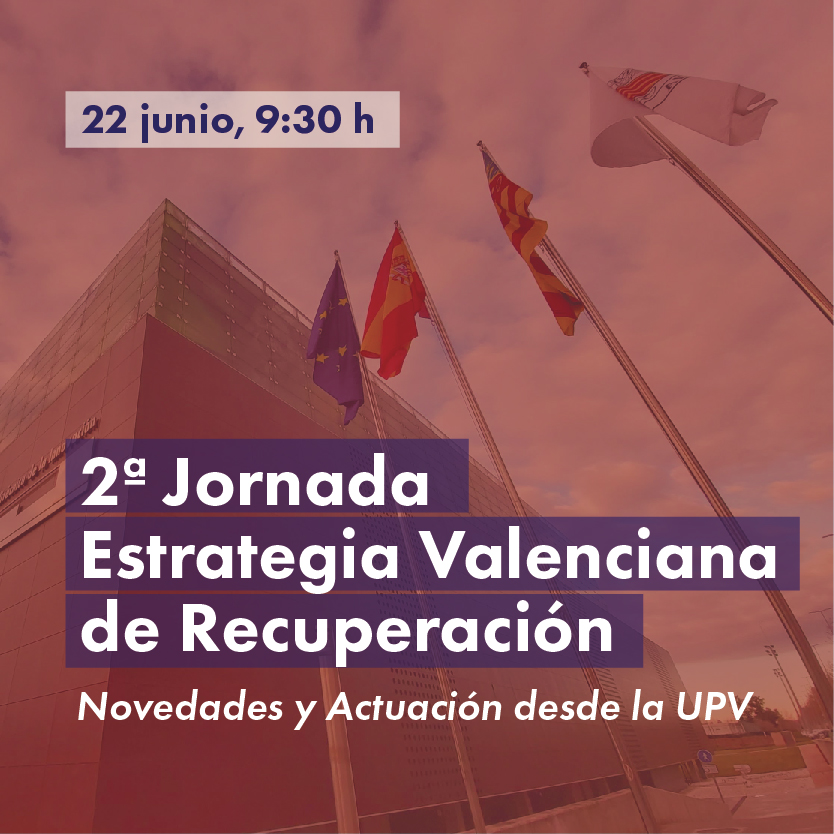 22 junio, 9:30 h
2ª Jornada
Estrategia Valenciana
de Recuperación
Novedades y Actuación desde la UPV